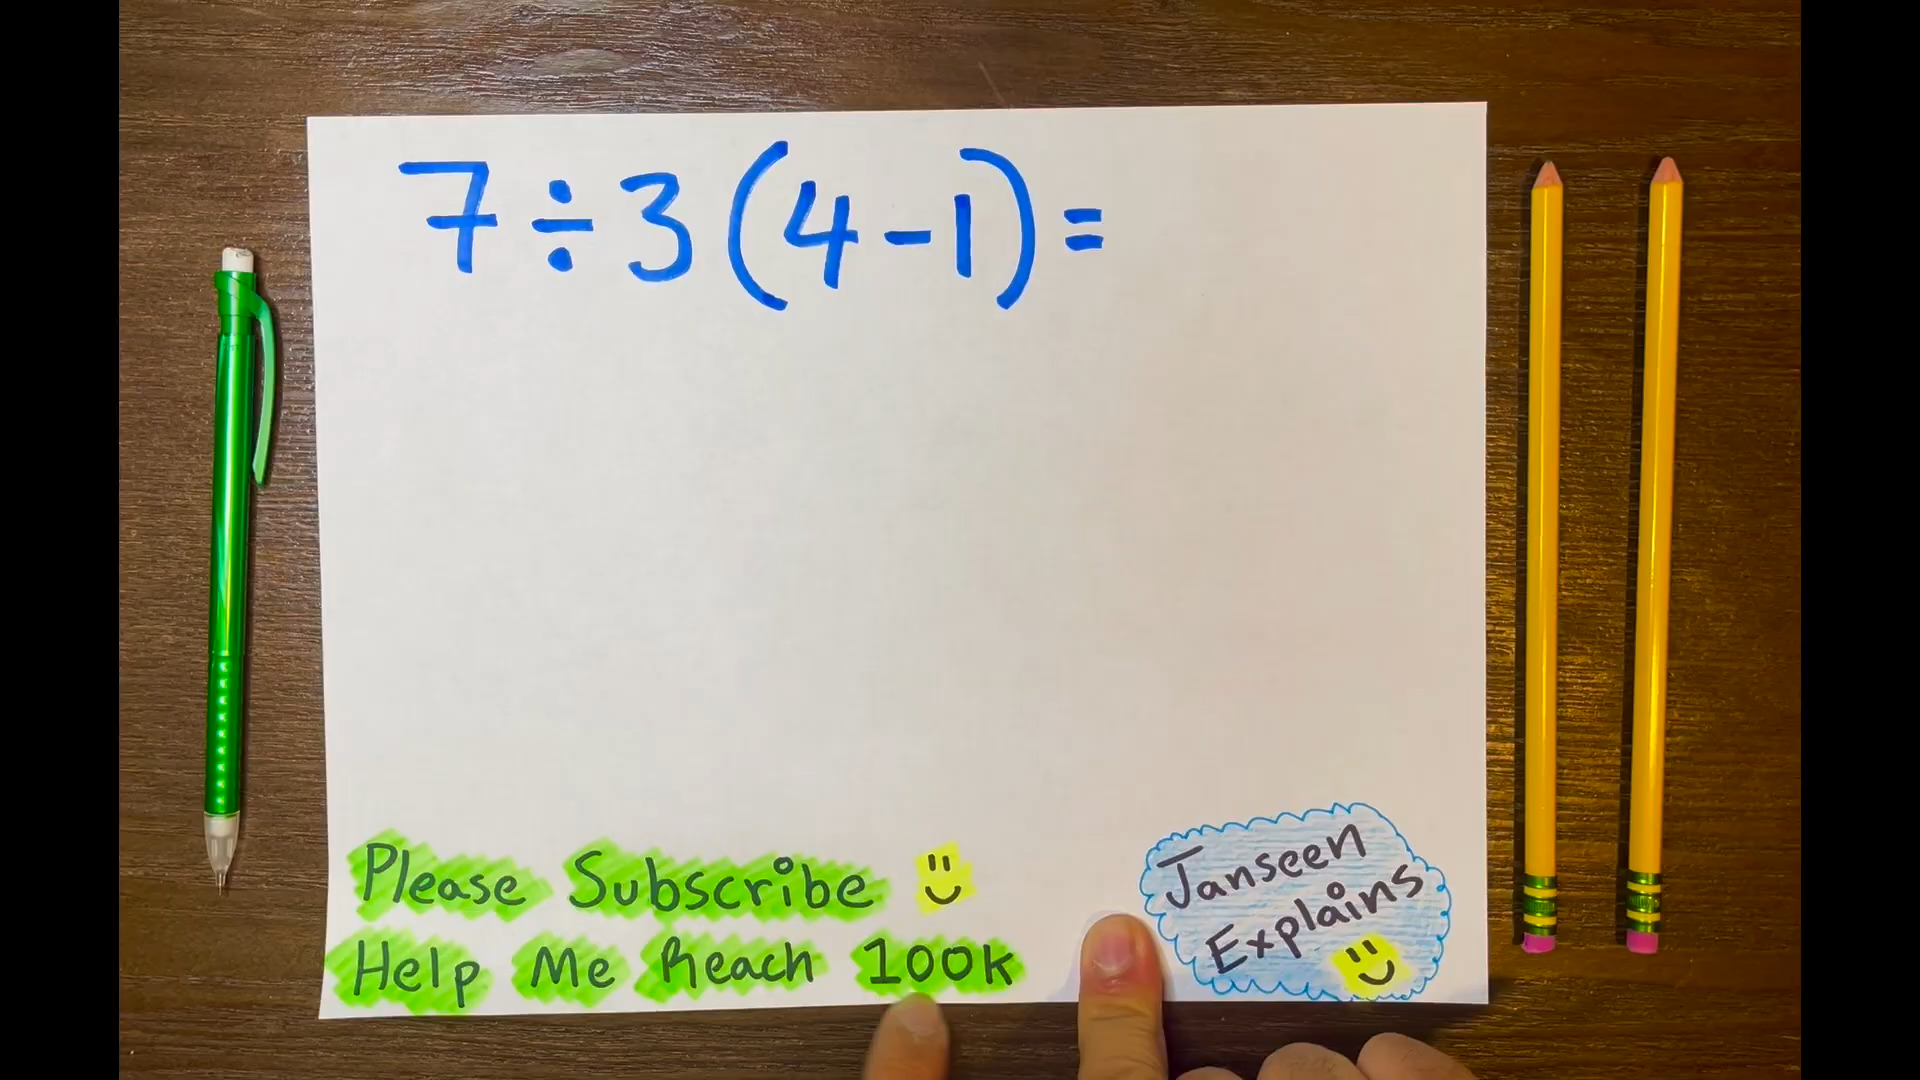 7÷3(4-1)=
Please Subscribe
Help Me Reach 100k
Janseen
Explains